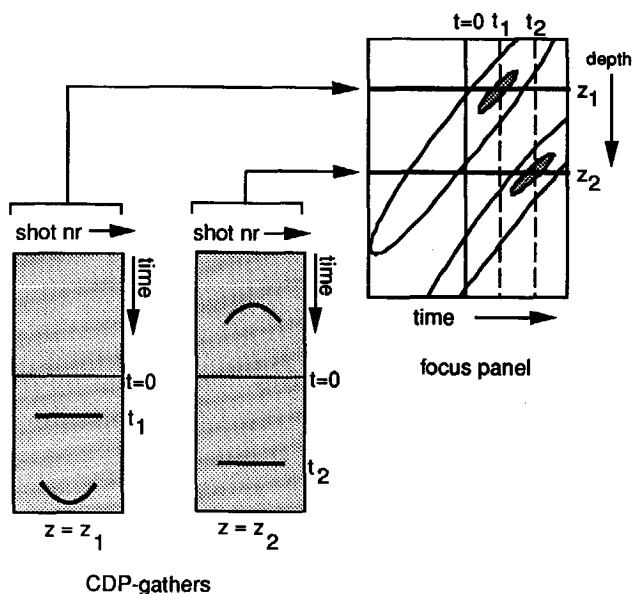 t=0 t1 t2
depth
z1
z2
time
focus panel
shot nr
shot nr
time
time
t=0
t1
t=0
t2
z = z1
z = z2
CDP-gathers